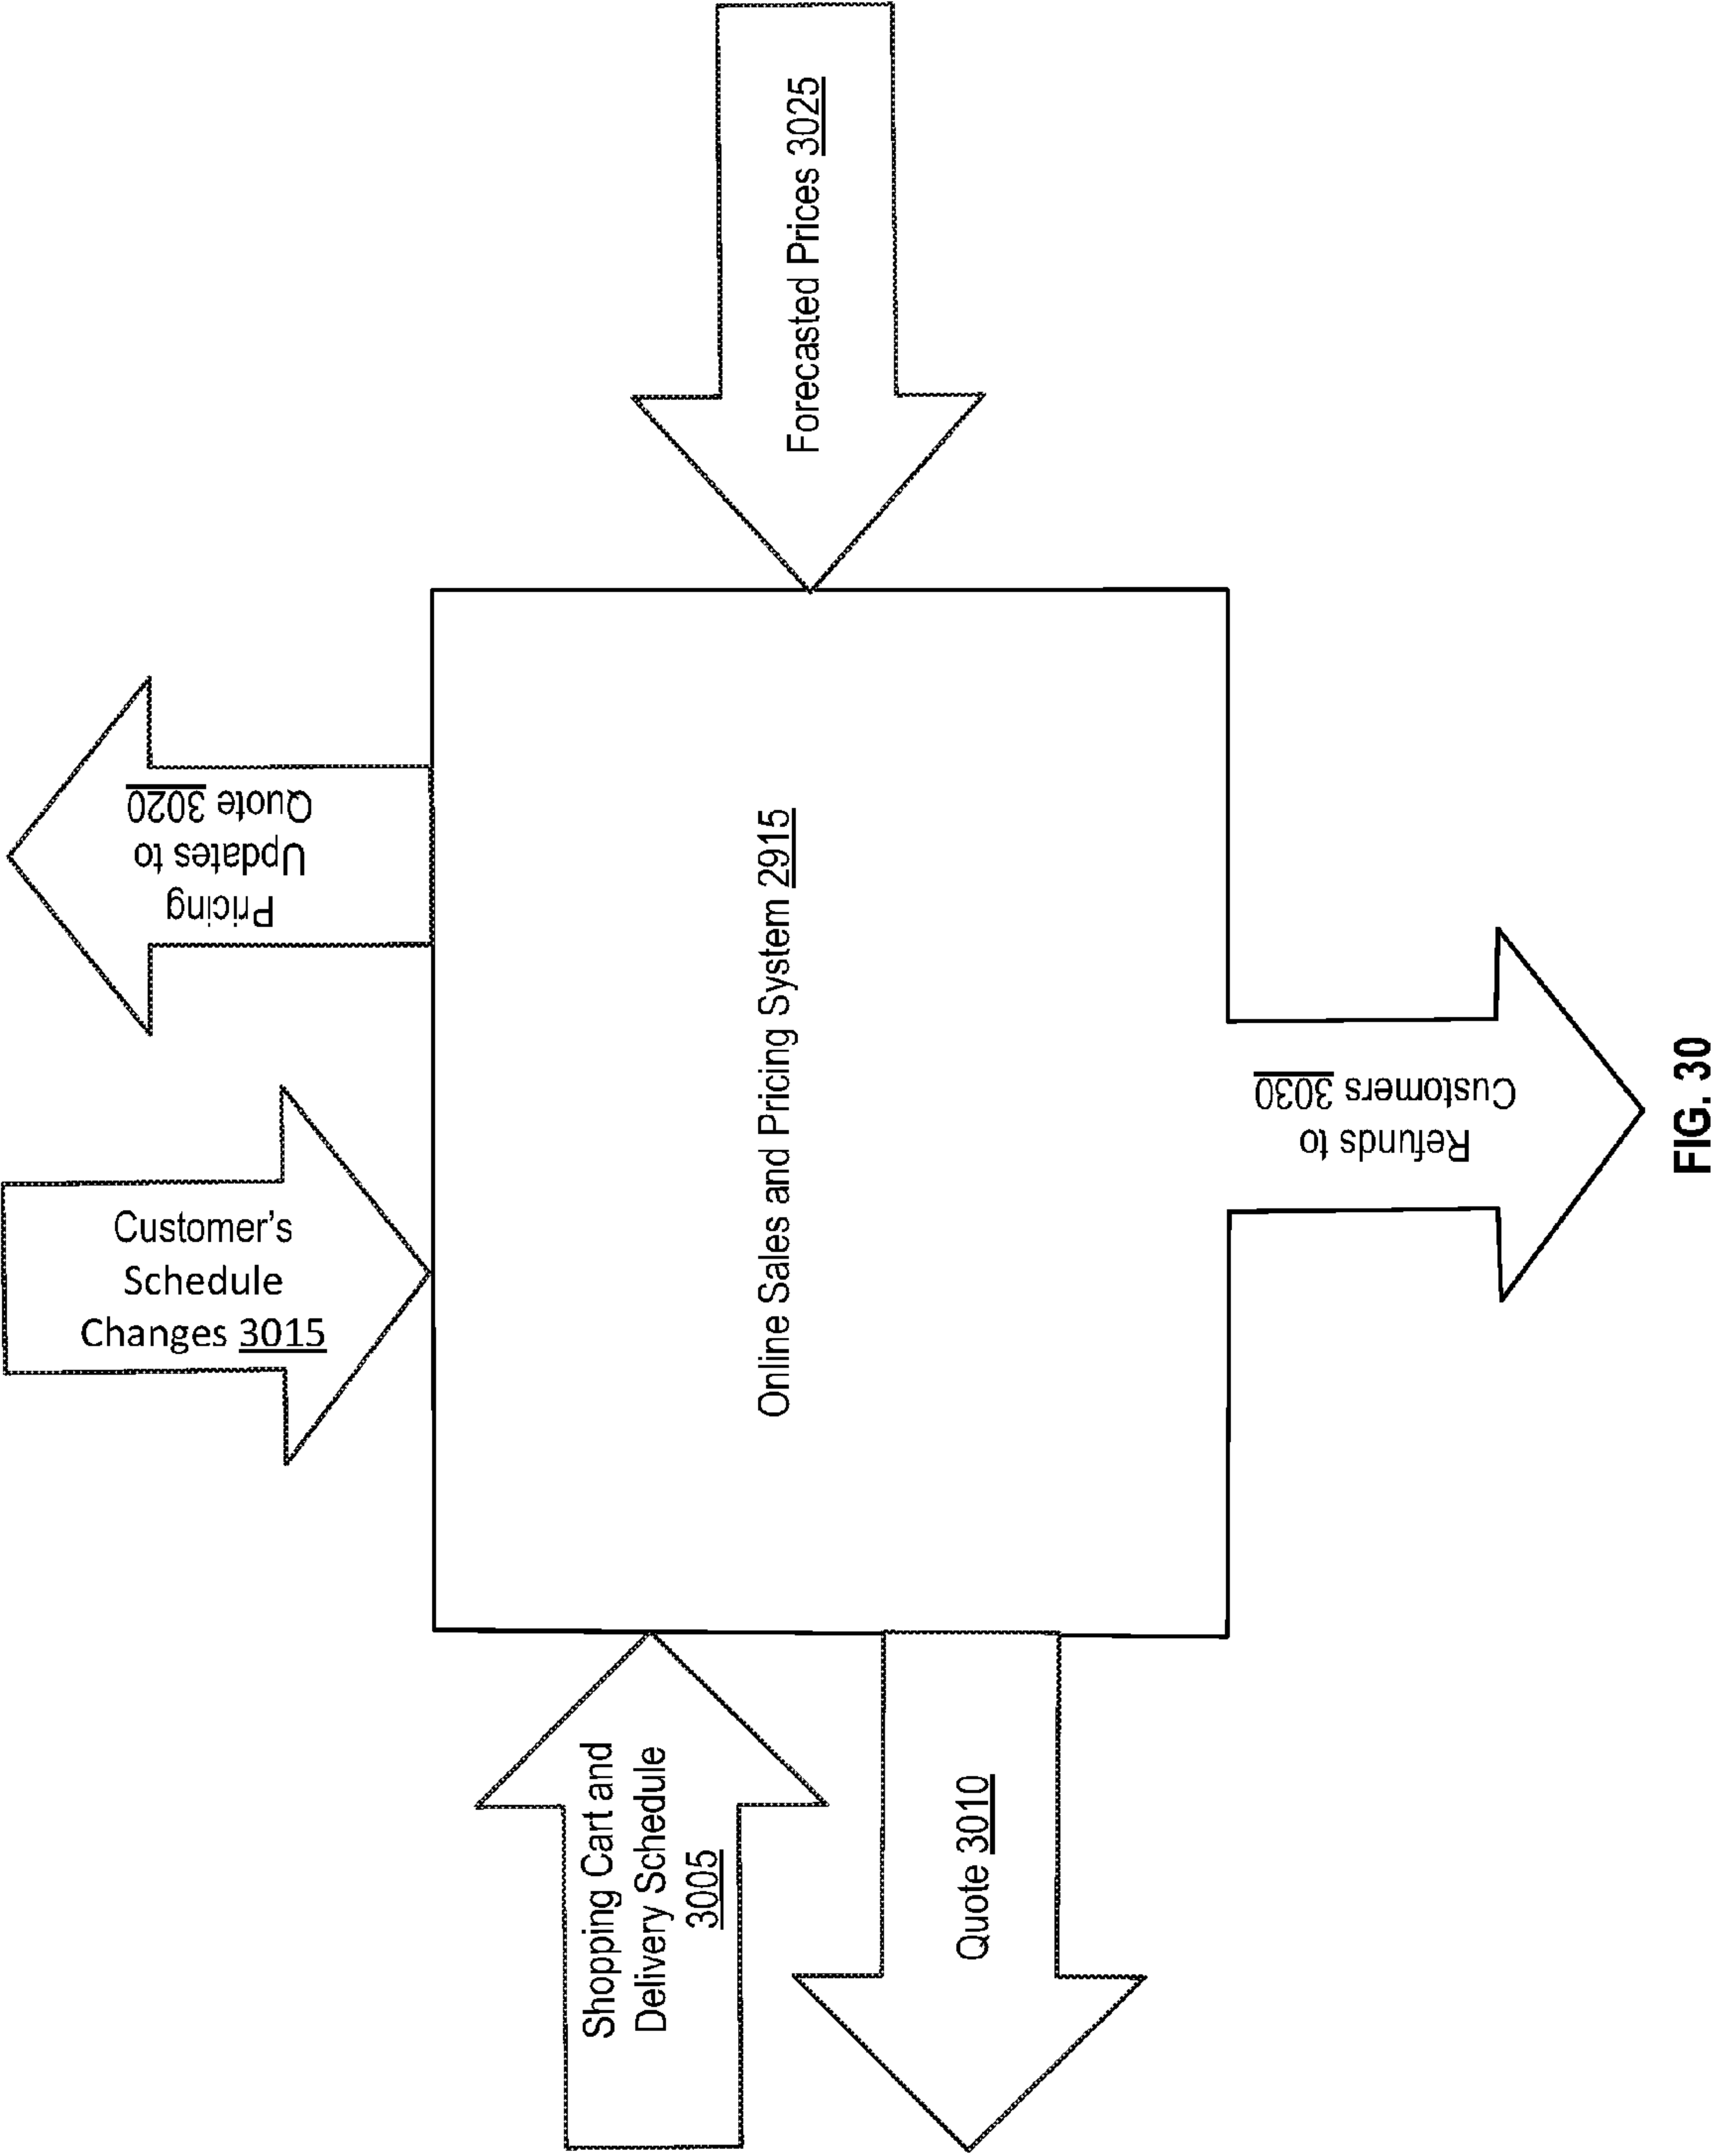 Customer's
Schedule
Changes 3015
Pricing
Updates to
Quote 3020
Shopping Cart and
Delivery Schedule
3005
Online Sales and Pricing System 2915
Forecasted Prices 3025
Quote 3010
Refunds to
Customers 3030
FIG. 30